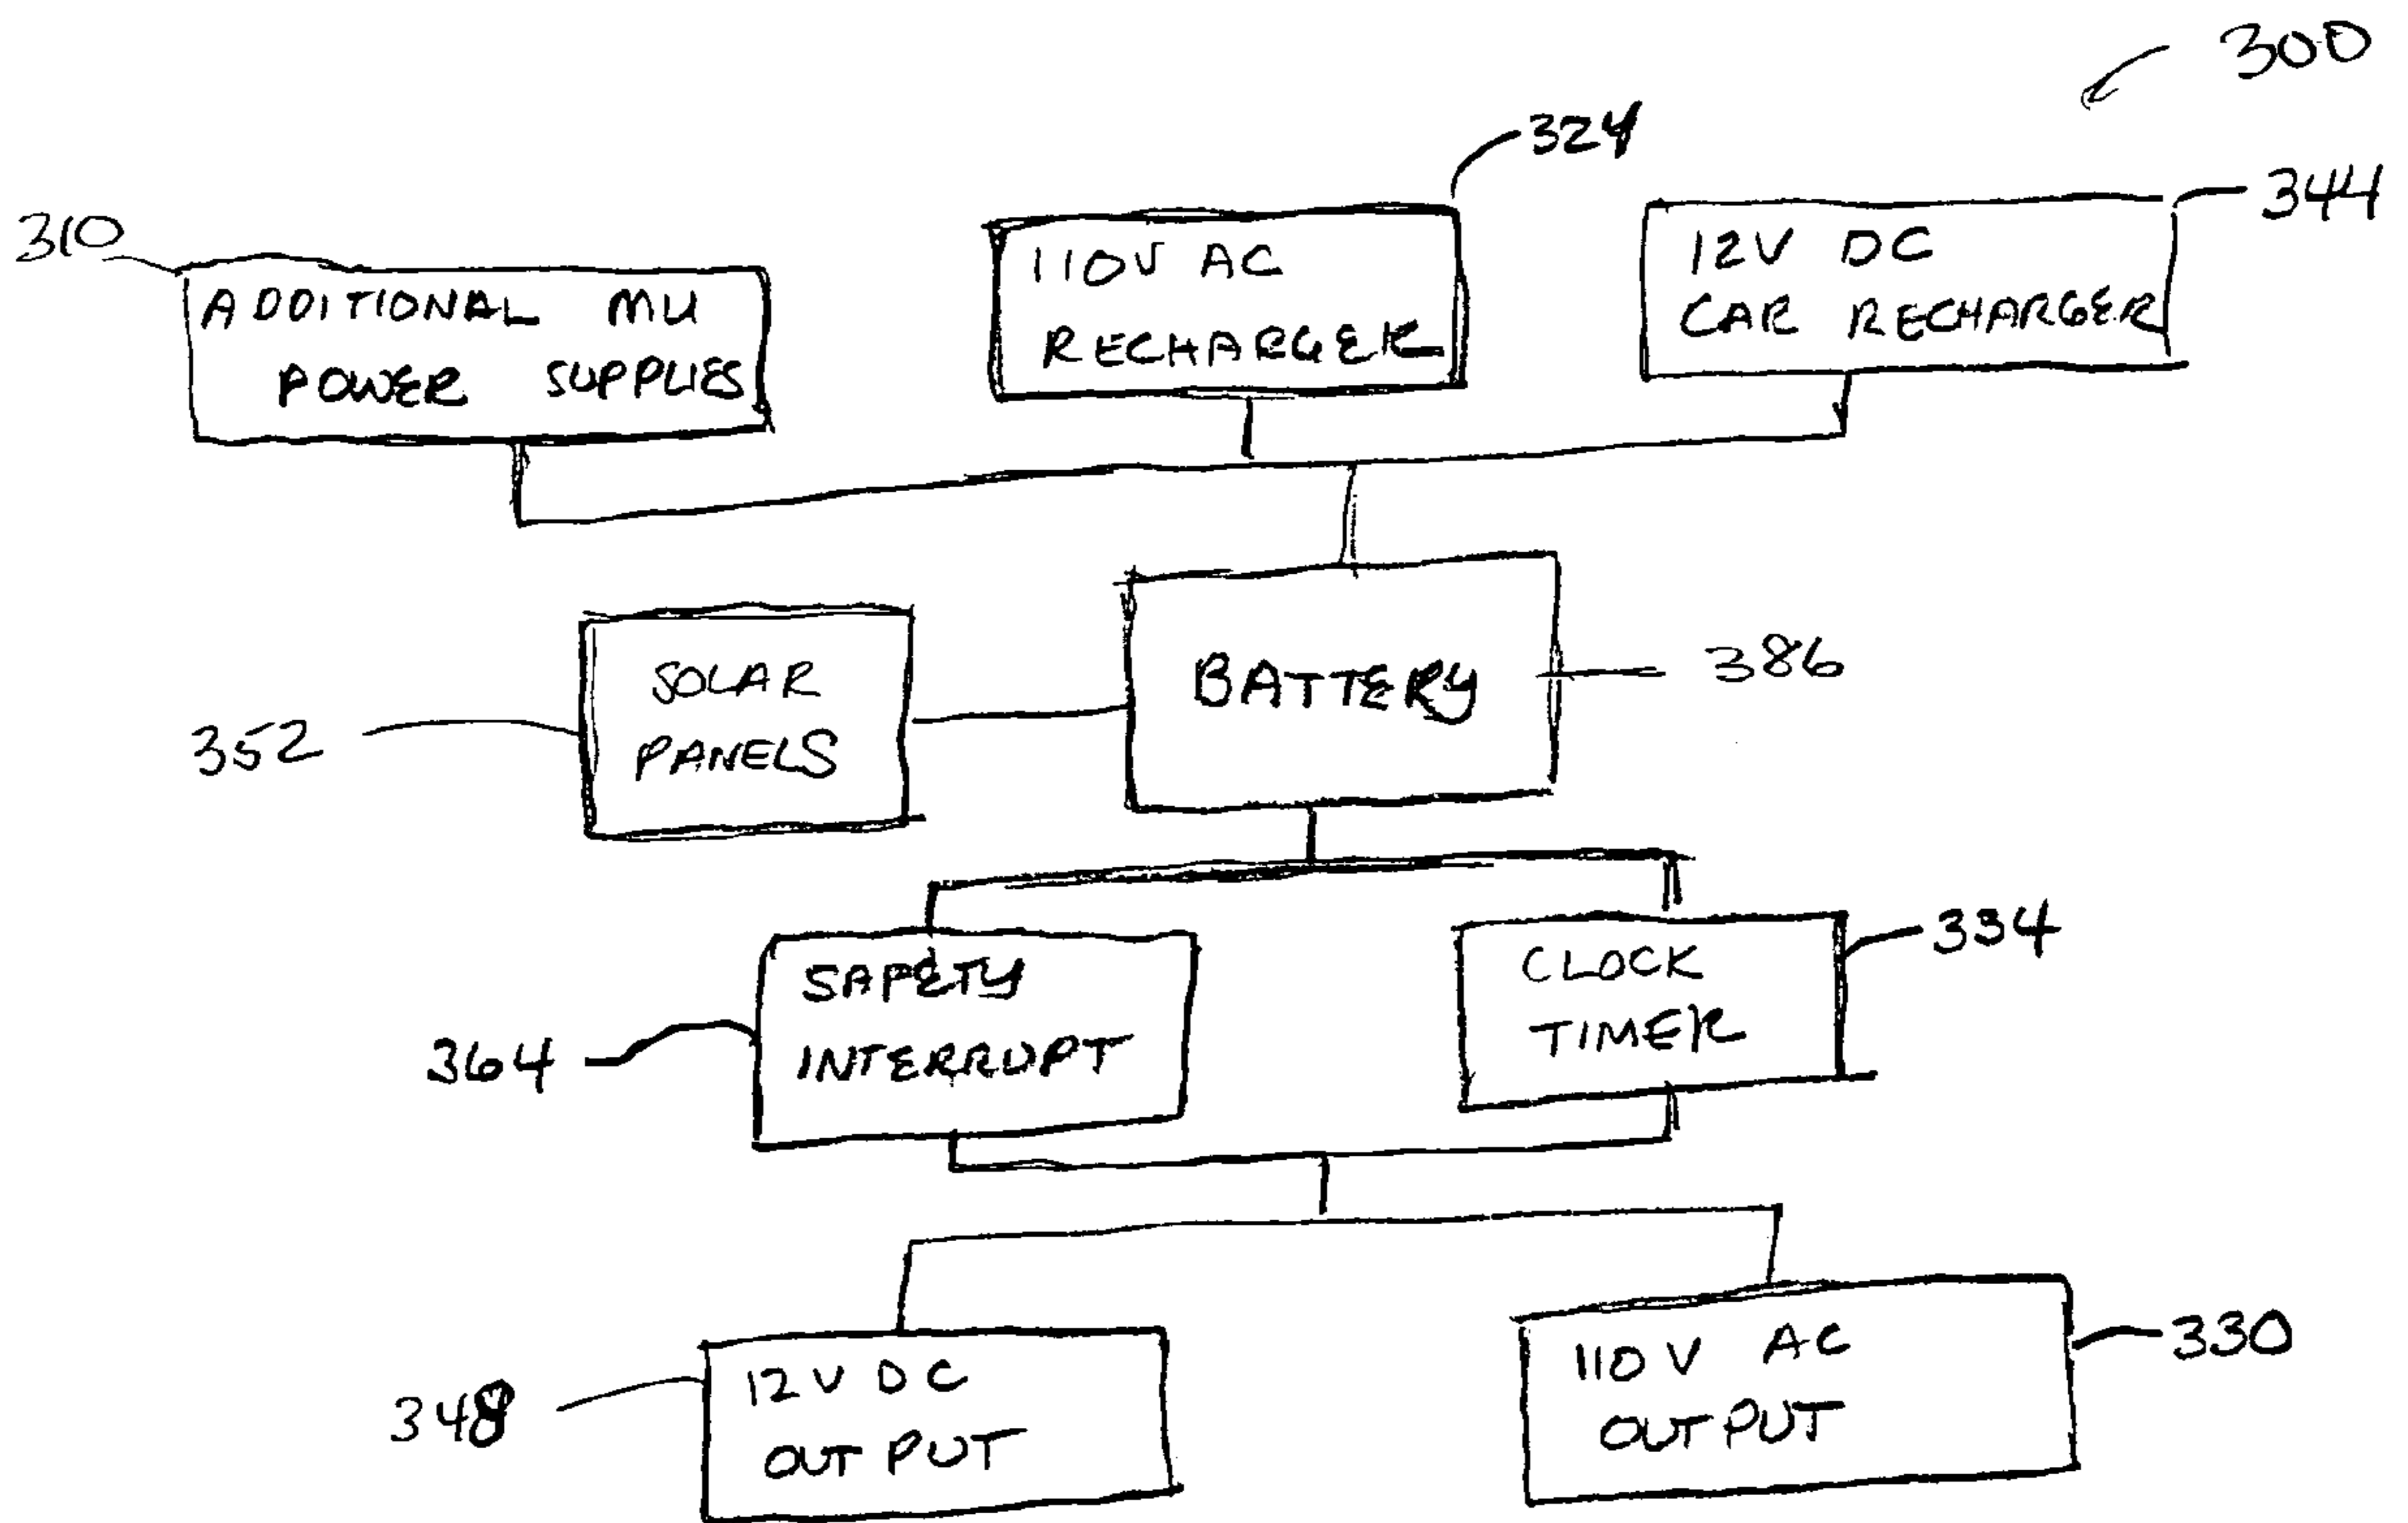 300
324
344
310
ADDITIONAL MU
POWER SUPPLIES
110V AC
RECHARGER
12V DC
CAR RECHARGER
352
SOLAR
PANELS
BATTERY
386
364
SAFETY
INTERRUPT
CLOCK
TIMER
334
348
12V DC
OUTPUT
110V AC
OUTPUT
330